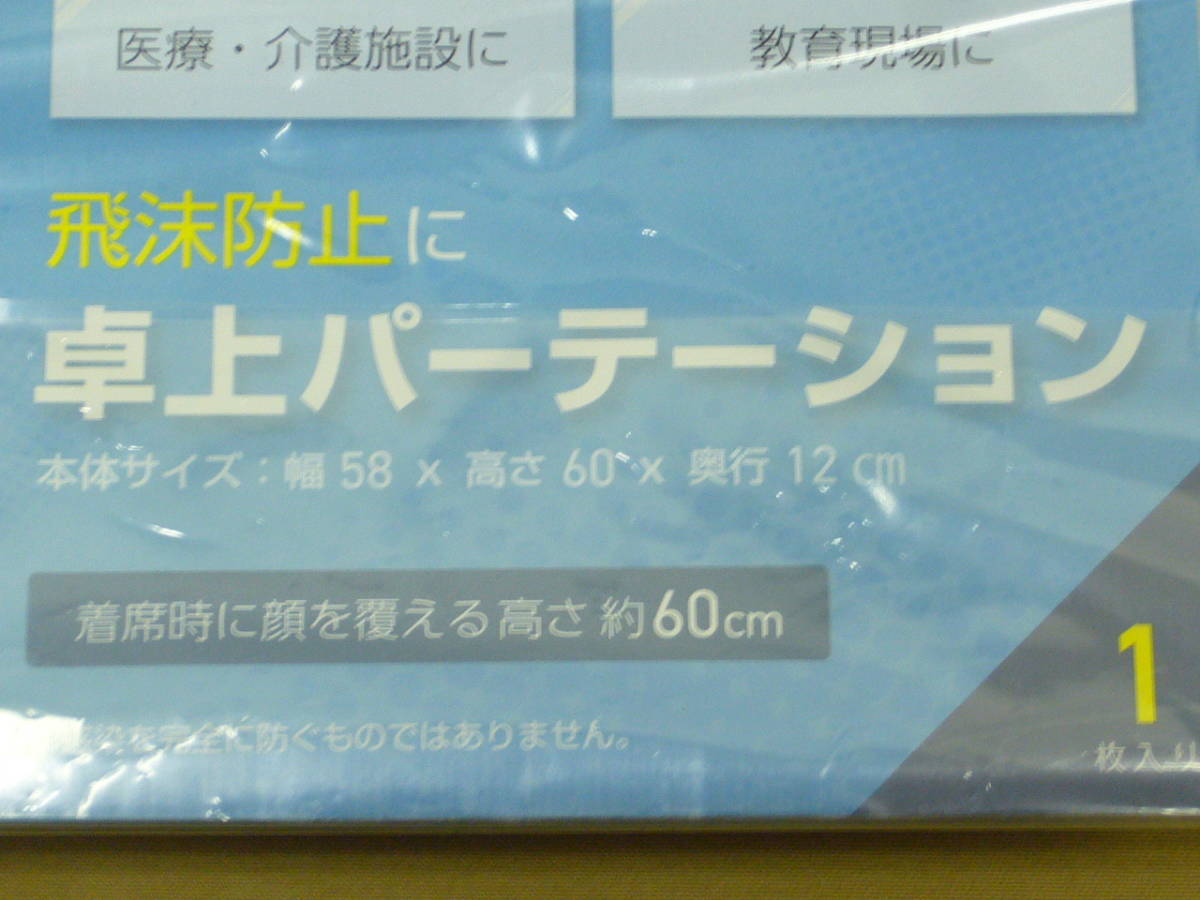 医療・介護施設に
教育現場に
飛沫防止に
卓上パーテーション
本体サイズ：幅 58 x 高さ 60 x 奥行 12 cm
着席時に顔を覆える高さ 約60cm
染を完全に防ぐものではありません。
1
枚入り